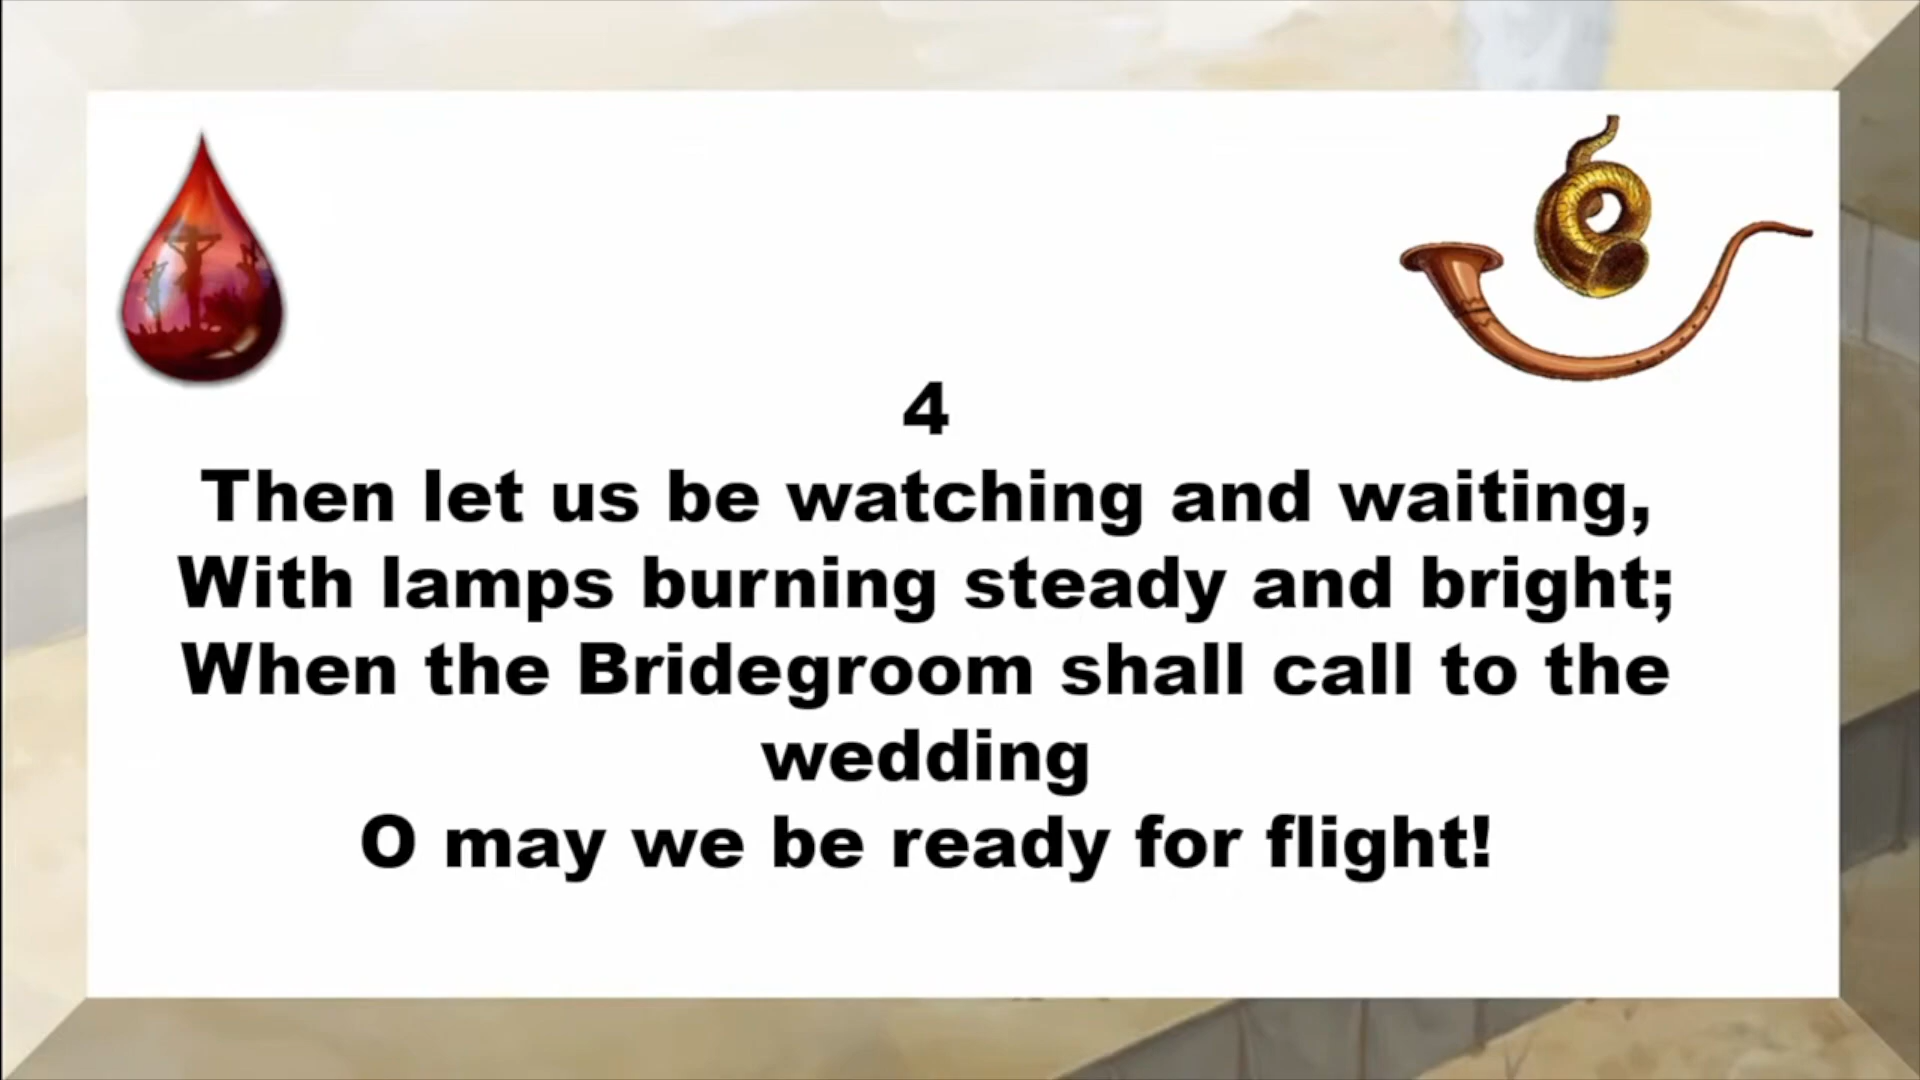 4
Then let us be watching and waiting,
With lamps burning steady and bright;
When the Bridegroom shall call to the
wedding
O may we be ready for flight!